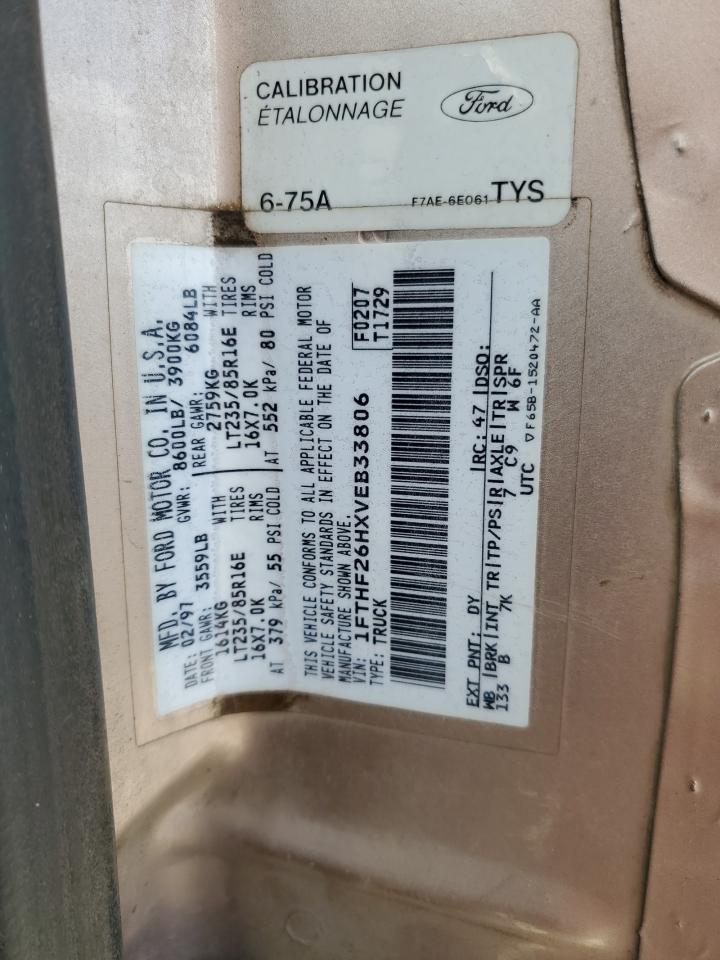 CALIBRATION
ÉTALONNAGE
Ford
6-75A
F7AE-6E061 TYS
MFD. BY FORD MOTOR CO. IN U.S.A.
DATE: 02/97 GVWR: 8600LB/ 3900KG
FRONT GAWR: 3559LB REAR GAWR: 6084LB
1614KG 2759KG WITH
LT235/85R16E TIRES LT235/85R16E TIRES
16X7.0K RIMS 16X7.0K RIMS
AT 379 kPa/ 55 PSI COLD AT 552 kPa/ 80 PSI COLD
THIS VEHICLE CONFORMS TO ALL APPLICABLE FEDERAL MOTOR
VEHICLE SAFETY STANDARDS IN EFFECT ON THE DATE OF
MANUFACTURE SHOWN ABOVE.
VIN: 1FTHF26HXVEB33806 F0207
TYPE: TRUCK T1729
EXT PNT: DY RC: 47 DSO:
WB |BRK|INT TR|TP/PS|R|AXLE|TR|SPR
133 B 7K 7 C9 W 6F
UTC ▽F65B-1520472-AA